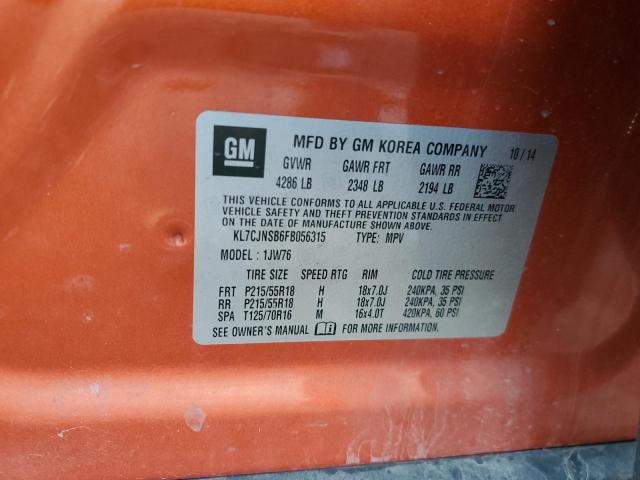 GM
MFD BY GM KOREA COMPANY 10/14
GVWR GAWR FRT GAWR RR
4286 LB 2348 LB 2194 LB
THIS VEHICLE CONFORMS TO ALL APPLICABLE U.S. FEDERAL MOTOR
VEHICLE SAFETY AND THEFT PREVENTION STANDARDS IN EFFECT ON
THE DATE OF MANUFACTURE SHOWN ABOVE.
KL7CJNSB6FB056315 TYPE: MPV
MODEL: 1JW76
TIRE SIZE SPEED RTG RIM COLD TIRE PRESSURE
FRT P215/55R18 H 18x7.0J 240KPA, 35 PSI
RR P215/55R18 H 18x7.0J 240KPA, 35 PSI
SPA T125/70R16 M 16x4.0T 420KPA, 60 PSI
SEE OWNER'S MANUAL FOR MORE INFORMATION.